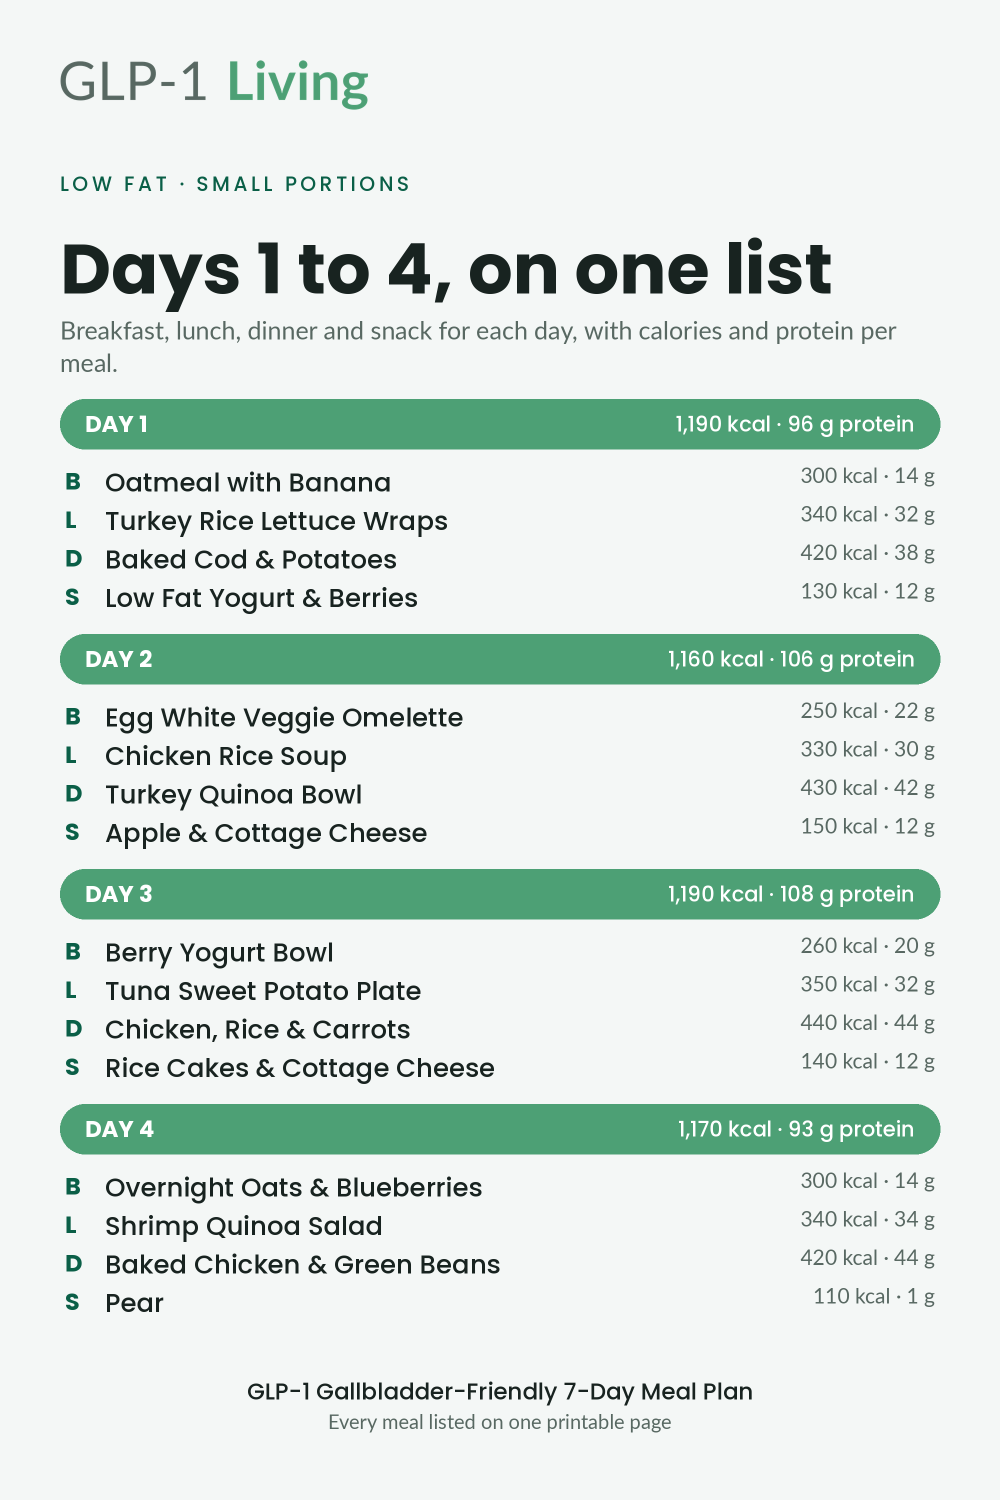 GLP-1 Living
LOW FAT · SMALL PORTIONS
Days 1 to 4, on one list
Breakfast, lunch, dinner and snack for each day, with calories and protein per
meal.
DAY 1 1,190 kcal · 96 g protein
B Oatmeal with Banana 300 kcal · 14 g
L Turkey Rice Lettuce Wraps 340 kcal · 32 g
D Baked Cod & Potatoes 420 kcal · 38 g
S Low Fat Yogurt & Berries 130 kcal · 12 g
DAY 2 1,160 kcal · 106 g protein
B Egg White Veggie Omelette 250 kcal · 22 g
L Chicken Rice Soup 330 kcal · 30 g
D Turkey Quinoa Bowl 430 kcal · 42 g
S Apple & Cottage Cheese 150 kcal · 12 g
DAY 3 1,190 kcal · 108 g protein
B Berry Yogurt Bowl 260 kcal · 20 g
L Tuna Sweet Potato Plate 350 kcal · 32 g
D Chicken, Rice & Carrots 440 kcal · 44 g
S Rice Cakes & Cottage Cheese 140 kcal · 12 g
DAY 4 1,170 kcal · 93 g protein
B Overnight Oats & Blueberries 300 kcal · 14 g
L Shrimp Quinoa Salad 340 kcal · 34 g
D Baked Chicken & Green Beans 420 kcal · 44 g
S Pear 110 kcal · 1 g
GLP-1 Gallbladder-Friendly 7-Day Meal Plan
Every meal listed on one printable page